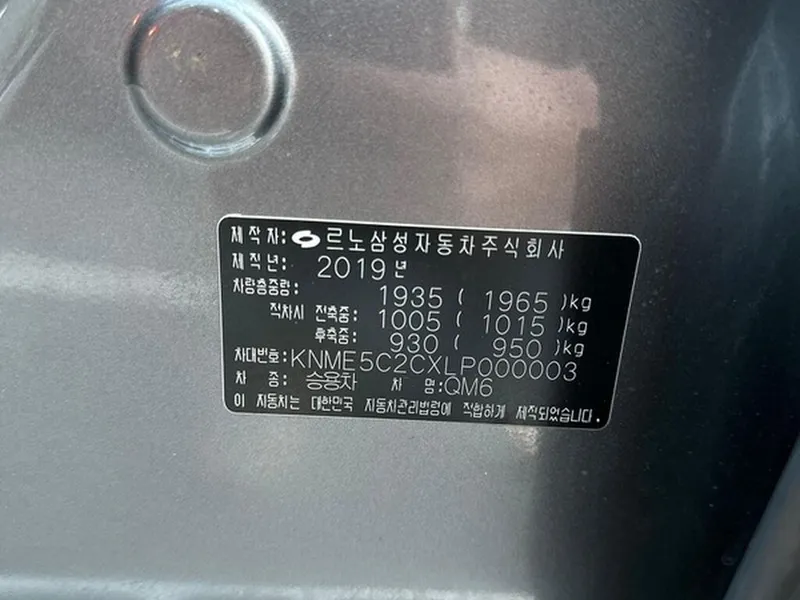 제작자: 르노삼성자동차주식회사
제작년: 2019년
차량총중량: 1935 ( 1965 )kg
적차시 전축중: 1005 ( 1015 )kg
후축중: 930 ( 950 )kg
차대번호: KNME5C2CXLP000003
차 종: 승용차 차 명: QM6
이 자동차는 대한민국 자동차관리법령에 적합하게 제작되었습니다.